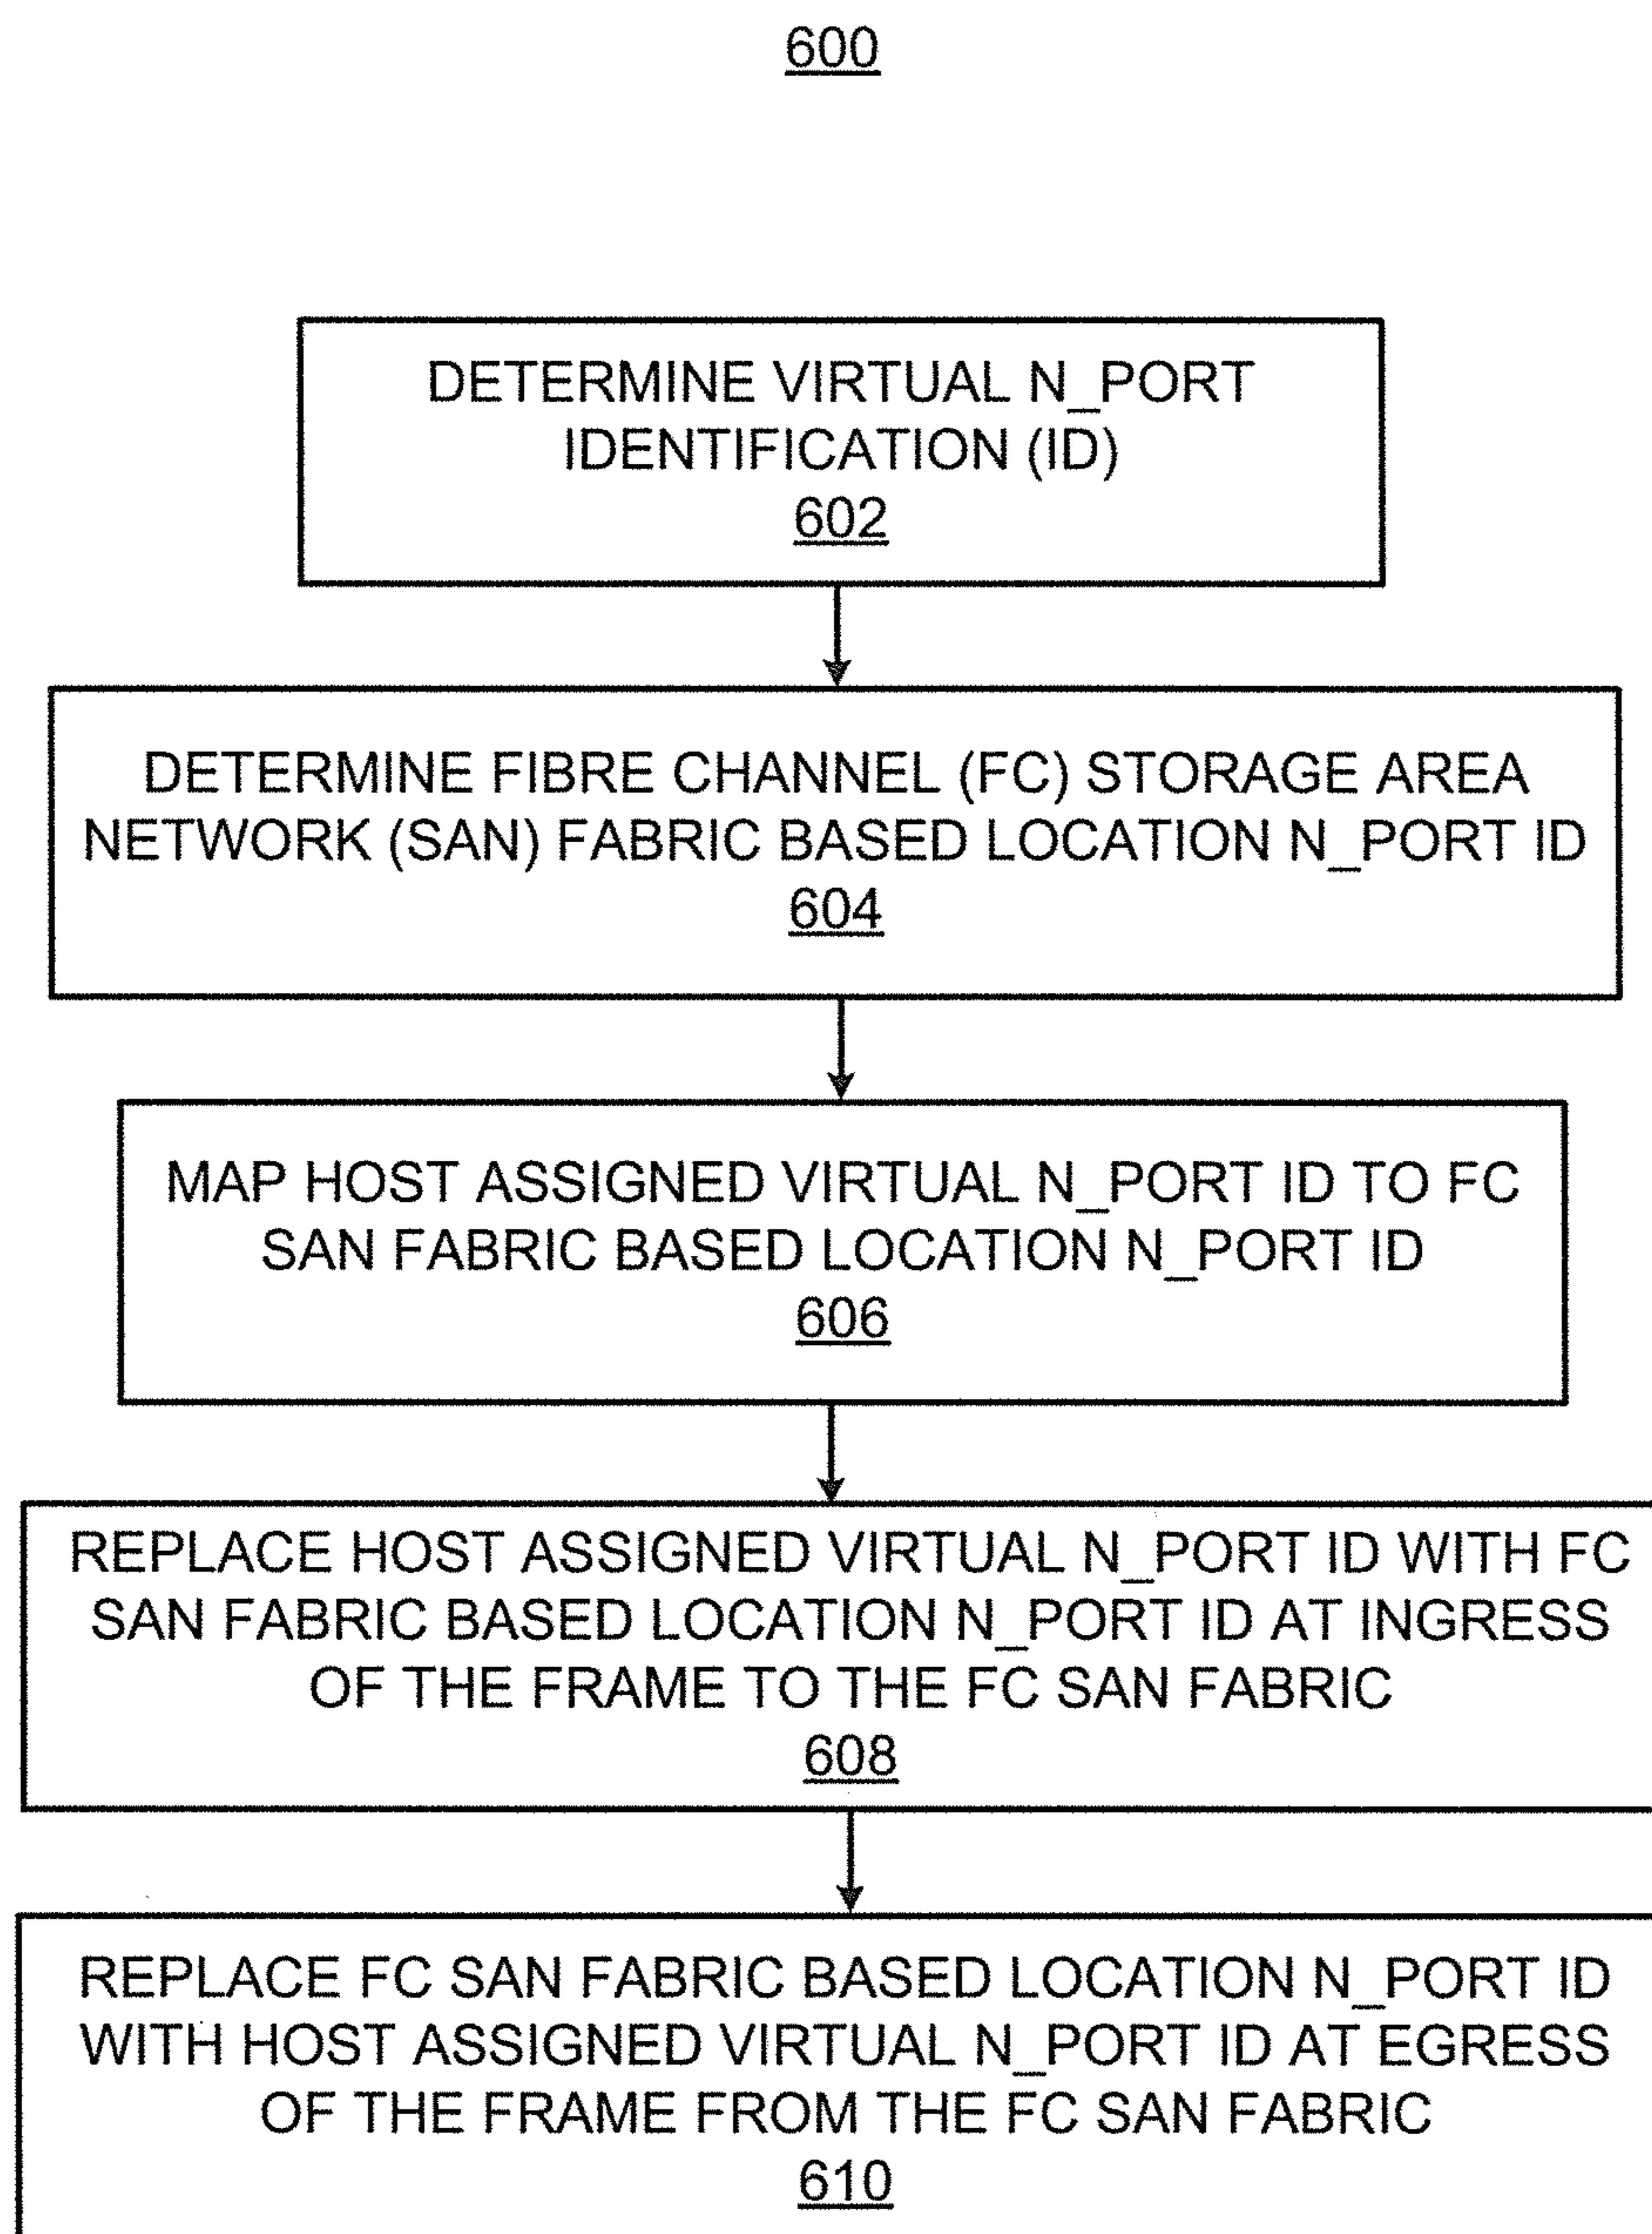 600
DETERMINE VIRTUAL N_PORT
IDENTIFICATION (ID)
602
DETERMINE FIBRE CHANNEL (FC) STORAGE AREA
NETWORK (SAN) FABRIC BASED LOCATION N_PORT ID
604
MAP HOST ASSIGNED VIRTUAL N_PORT ID TO FC
SAN FABRIC BASED LOCATION N_PORT ID
606
REPLACE HOST ASSIGNED VIRTUAL N_PORT ID WITH FC
SAN FABRIC BASED LOCATION N_PORT ID AT INGRESS
OF THE FRAME TO THE FC SAN FABRIC
608
REPLACE FC SAN FABRIC BASED LOCATION N_PORT ID
WITH HOST ASSIGNED VIRTUAL N_PORT ID AT EGRESS
OF THE FRAME FROM THE FC SAN FABRIC
610